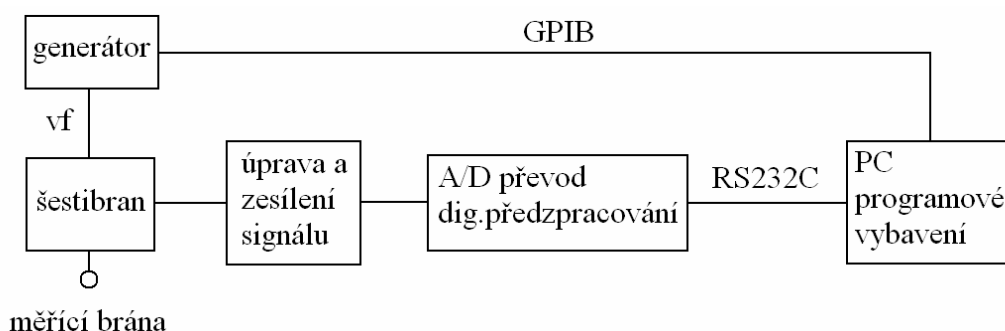 generátor
GPIB
vf
šestibran
úprava a
zesílení
signálu
A/D převod
dig.předzpracování
RS232C
PC
programové
vybavení
měřící brána